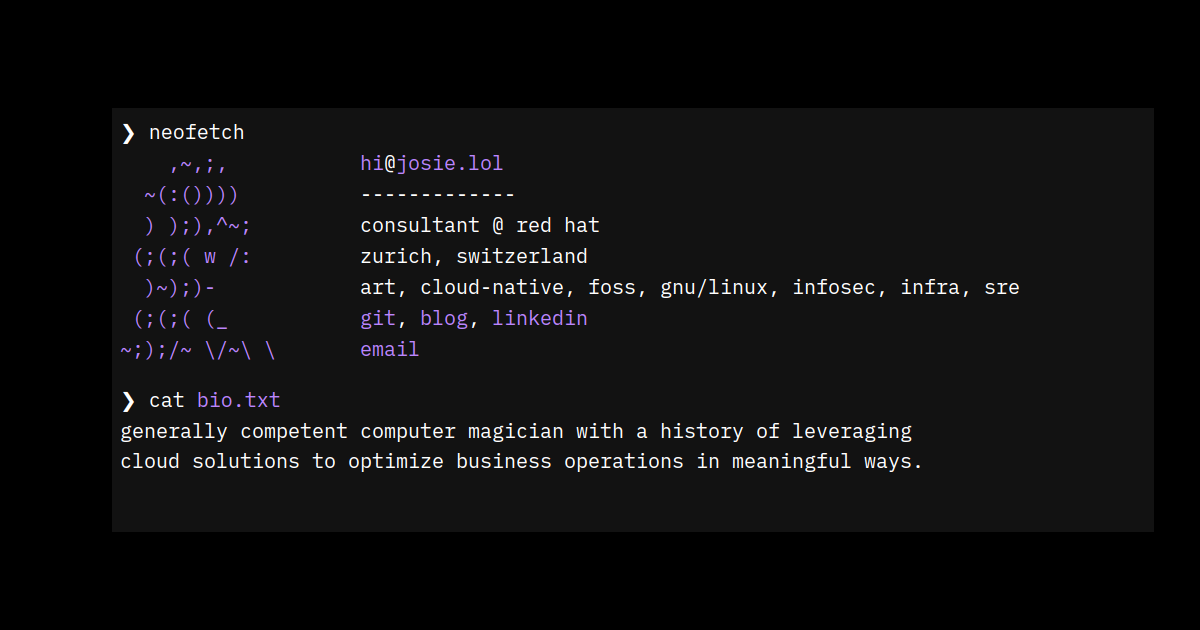 ❯ neofetch
    ,~,;,           hi@josie.lol
  ~(:())))          -------------
  ) );),^~;         consultant @ red hat
 (;(;( w /:         zurich, switzerland
  )~);)-            art, cloud-native, foss, gnu/linux, infosec, infra, sre
 (;(;( (_           git, blog, linkedin
~;);/~ \/~\ \       email
❯ cat bio.txt
generally competent computer magician with a history of leveraging
cloud solutions to optimize business operations in meaningful ways.